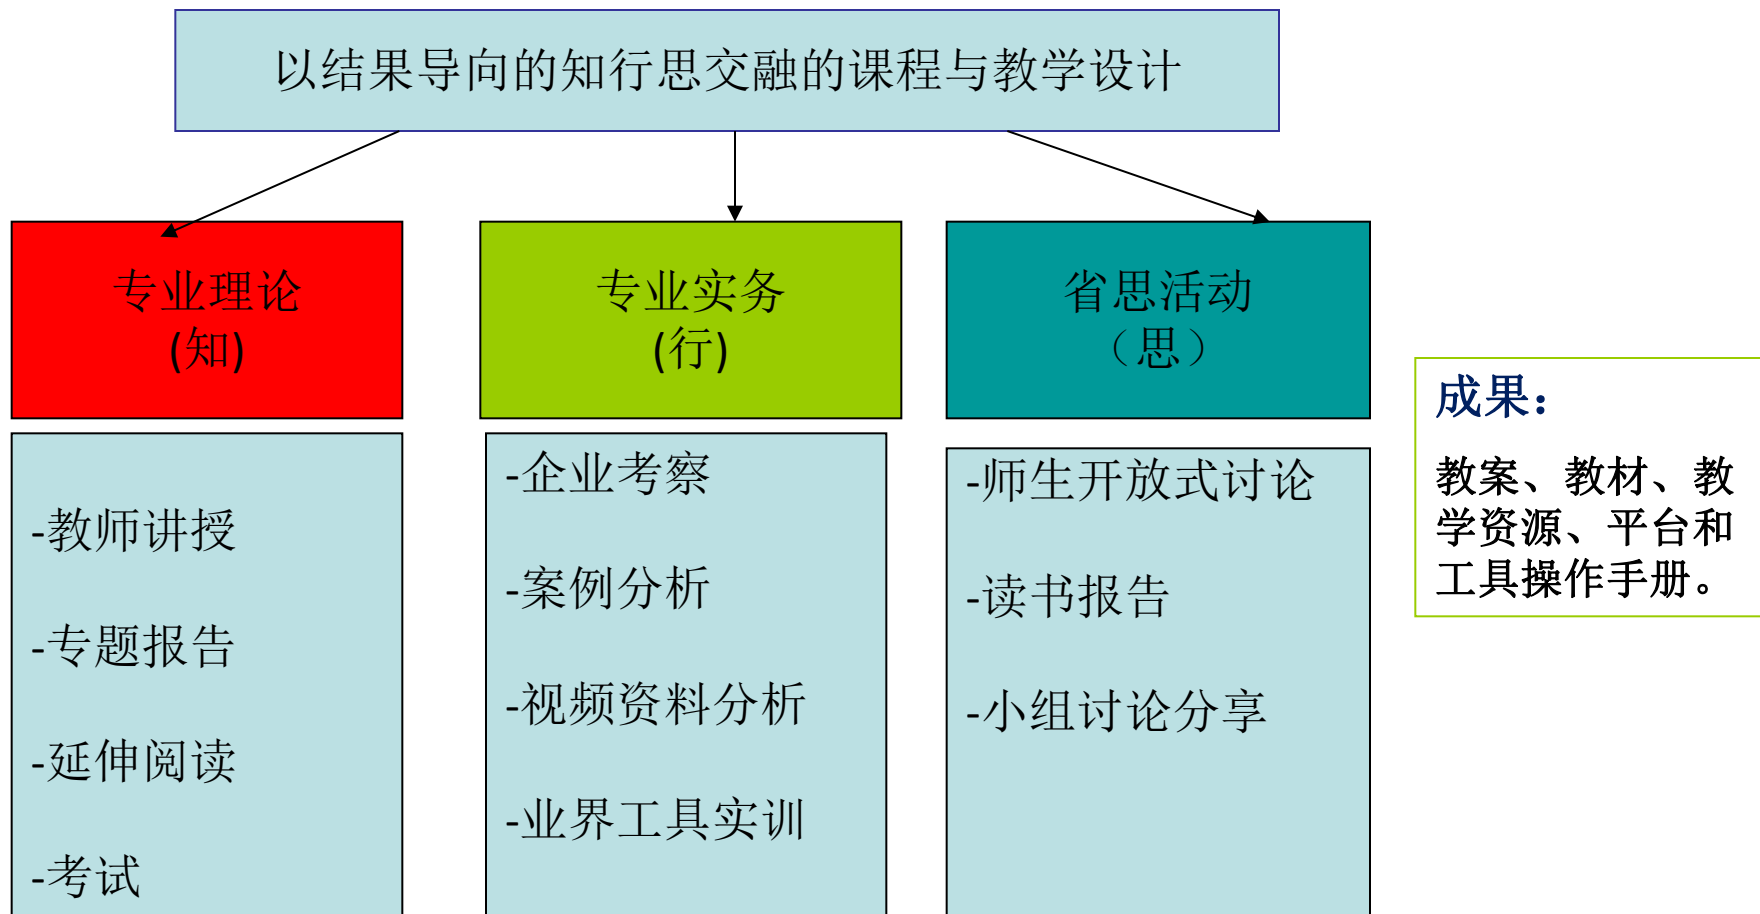 以结果导向的知行思交融的课程与教学设计
专业理论
(知)
专业实务
(行)
省思活动
（思）
-教师讲授
-专题报告
-延伸阅读
-考试
-企业考察
-案例分析
-视频资料分析
-业界工具实训
-师生开放式讨论
-读书报告
-小组讨论分享
成果：
教案、教材、教
学资源、平台和
工具操作手册。